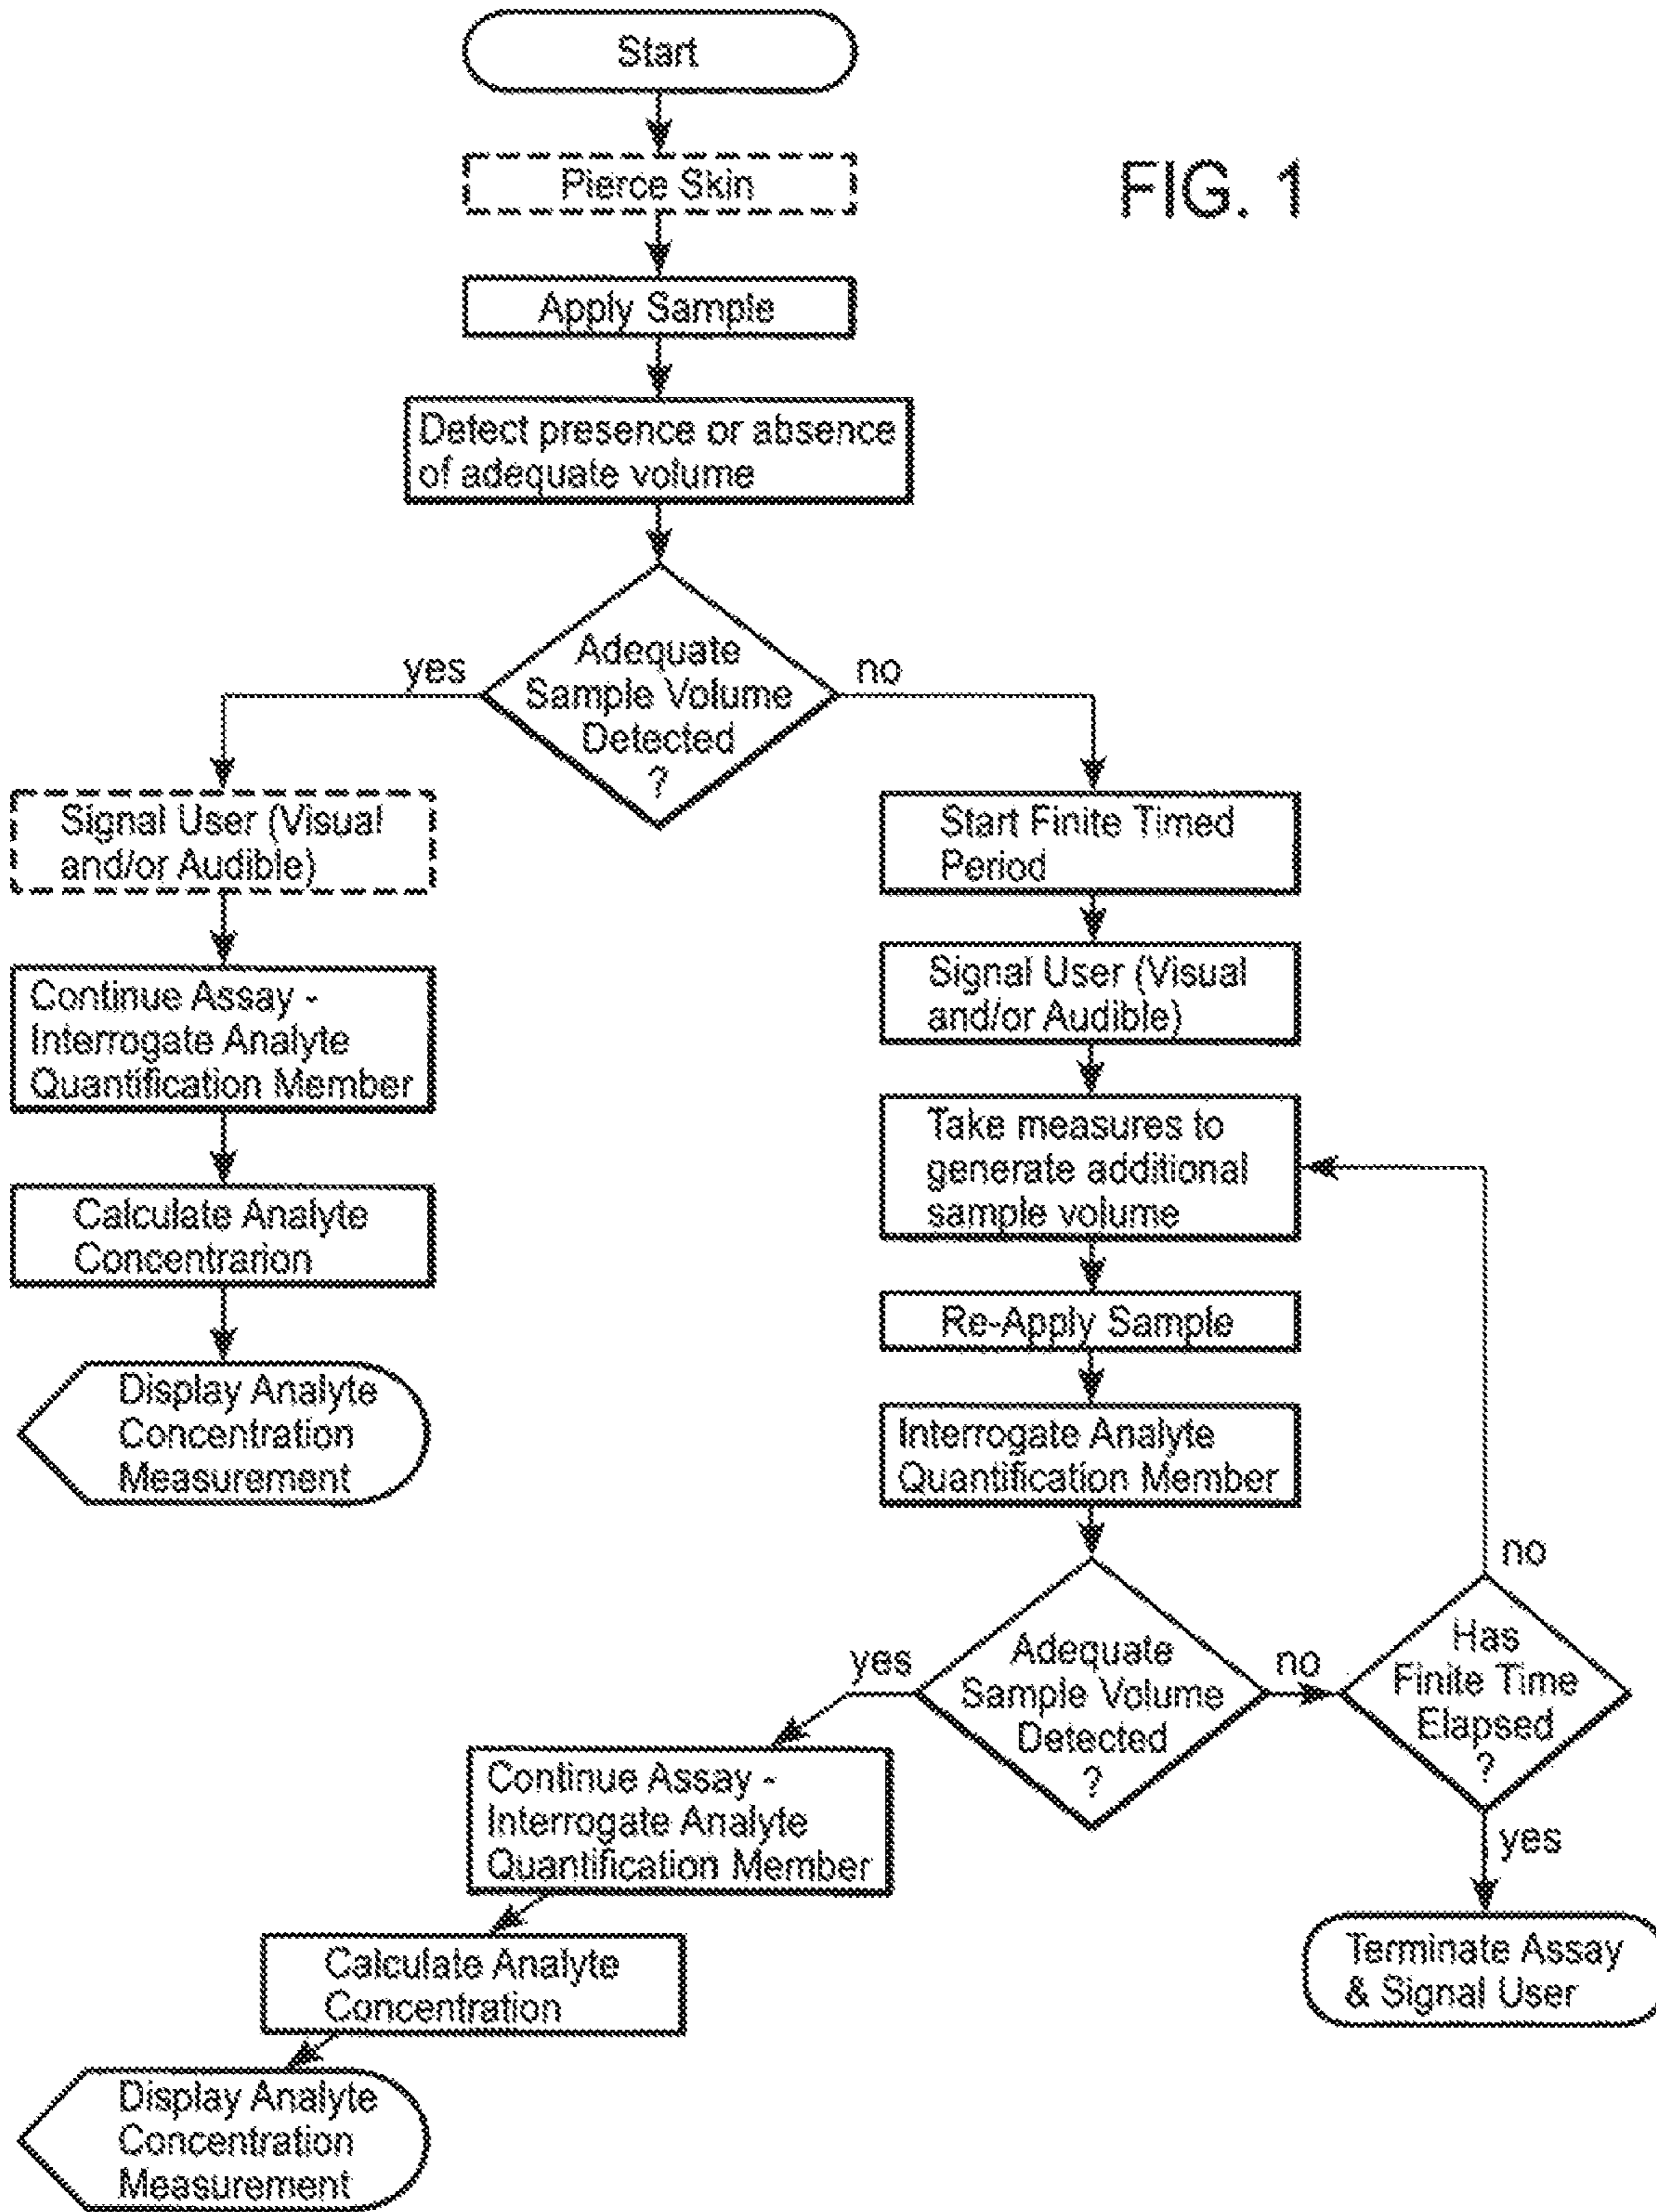 Start
FIG. 1
Pierce Skin
Apply Sample
Detect presence or absence
of adequate volume
Adequate
Sample Volume
Detected
?
yes
no
Signal User (Visual
and/or Audible)
Continue Assay -
Interrogate Analyte
Quantification Member
Calculate Analyte
Concentrarion
Display Analyte
Concentration
Measurement
Start Finite Timed
Period
Signal User (Visual
and/or Audible)
Take measures to
generate additional
sample volume
Re-Apply Sample
Interrogate Analyte
Quantification Member
Adequate
Sample Volume
Detected
?
yes
no
Has
Finite Time
Elapsed
?
no
yes
Terminate Assay
& Signal User
Continue Assay -
Interrogate Analyte
Quantification Member
Calculate Analyte
Concentration
Display Analyte
Concentration
Measurement